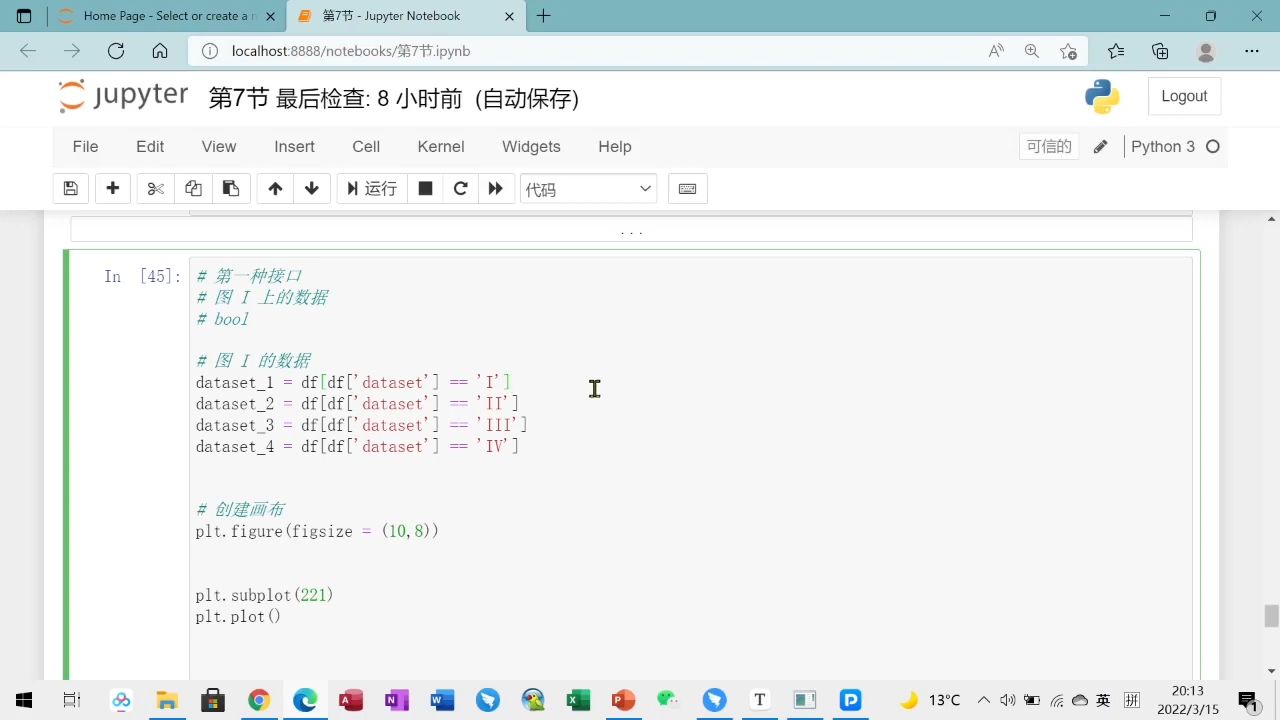 Home Page - Select or create a n
第7节 - Jupyter Notebook
localhost:8888/notebooks/第7节.ipynb
jupyter 第7节 最后检查: 8 小时前 (自动保存)
Logout
File Edit View Insert Cell Kernel Widgets Help
可信的 Python 3
运行 代码
...
In [45]:
# 第一种接口
# 图 I 上的数据
# bool
# 图 I 的数据
dataset_1 = df[df['dataset'] == 'I']
dataset_2 = df[df['dataset'] == 'II']
dataset_3 = df[df['dataset'] == 'III']
dataset_4 = df[df['dataset'] == 'IV']
# 创建画布
plt.figure(figsize = (10,8))
plt.subplot(221)
plt.plot()
13°C 英 拼 20:13
2022/3/15